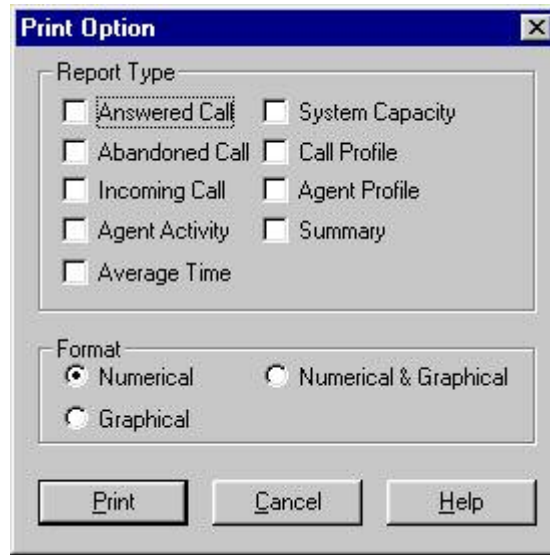 Print Option
Report Type
Answered Call
System Capacity
Abandoned Call
Call Profile
Incoming Call
Agent Profile
Agent Activity
Summary
Average Time
Format
Numerical
Numerical & Graphical
Graphical
Print
Cancel
Help